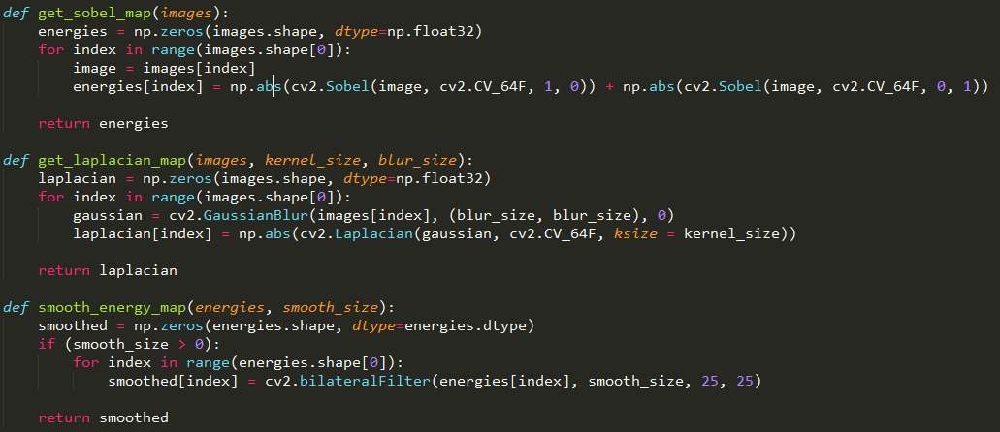 def get_sobel_map(images):
    energies = np.zeros(images.shape, dtype=np.float32)
    for index in range(images.shape[0]):
        image = images[index]
        energies[index] = np.abs(cv2.Sobel(image, cv2.CV_64F, 1, 0)) + np.abs(cv2.Sobel(image, cv2.CV_64F, 0, 1))

    return energies

def get_laplacian_map(images, kernel_size, blur_size):
    laplacian = np.zeros(images.shape, dtype=np.float32)
    for index in range(images.shape[0]):
        gaussian = cv2.GaussianBlur(images[index], (blur_size, blur_size), 0)
        laplacian[index] = np.abs(cv2.Laplacian(gaussian, cv2.CV_64F, ksize = kernel_size))

    return laplacian

def smooth_energy_map(energies, smooth_size):
    smoothed = np.zeros(energies.shape, dtype=energies.dtype)
    if (smooth_size > 0):
        for index in range(energies.shape[0]):
            smoothed[index] = cv2.bilateralFilter(energies[index], smooth_size, 25, 25)

    return smoothed